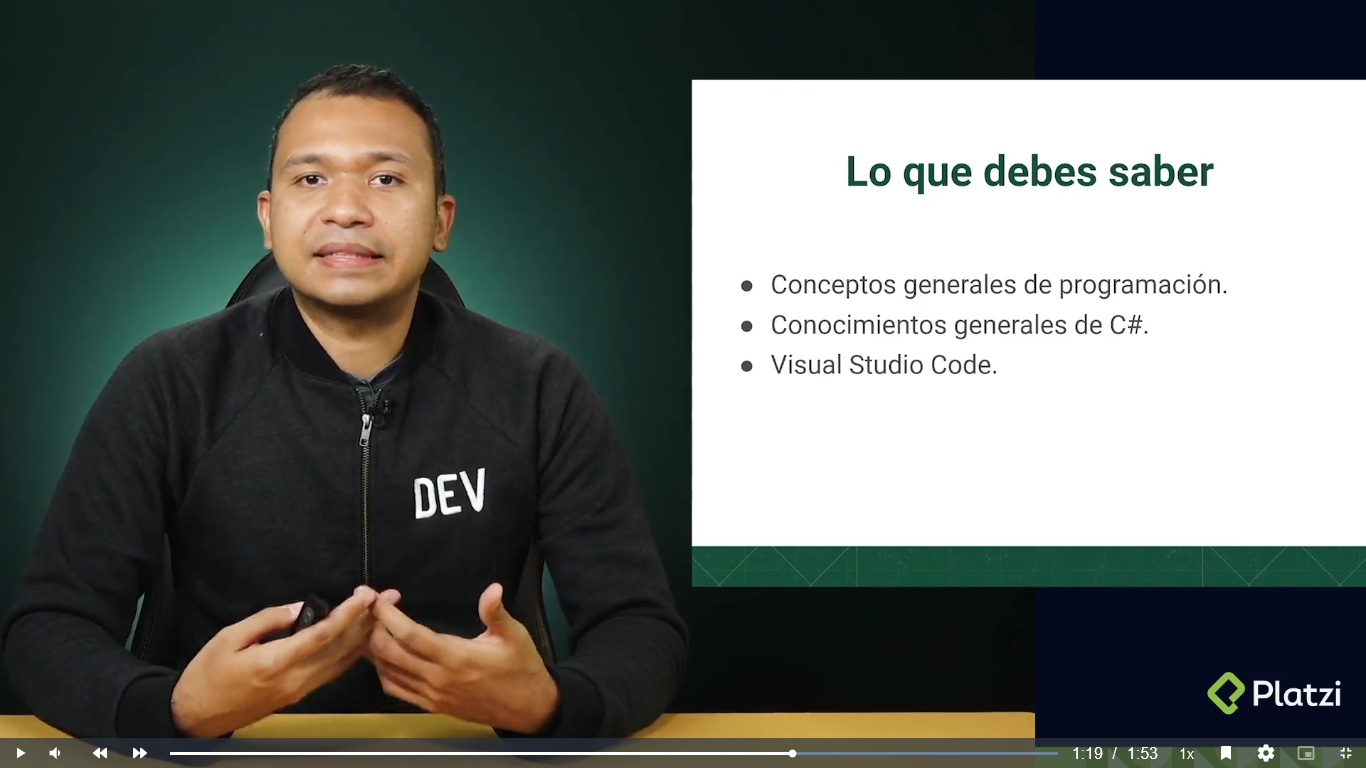 Lo que debes saber
● Conceptos generales de programación.
● Conocimientos generales de C#.
● Visual Studio Code.
DEV
Platzi
1:19 / 1:53 1x